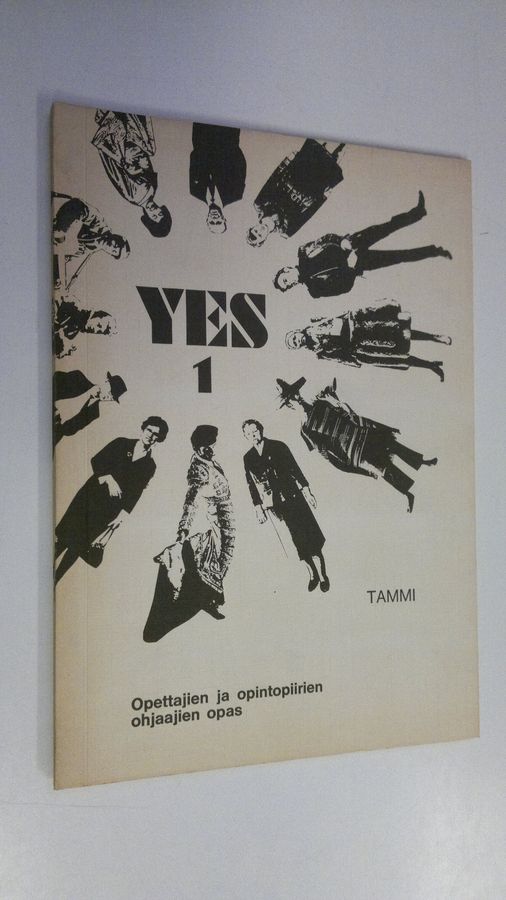 YES
1
TAMMI
Opettajien ja opintopiirien
ohjaajien opas